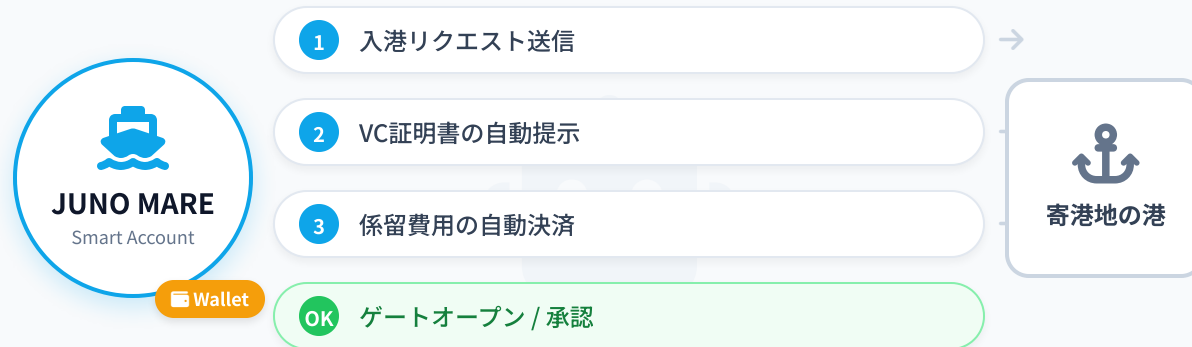 JUNO MARE
Smart Account
Wallet
1 入港リクエスト送信
2 VC証明書の自動提示
3 係留費用の自動決済
OK ゲートオープン / 承認
寄港地の港